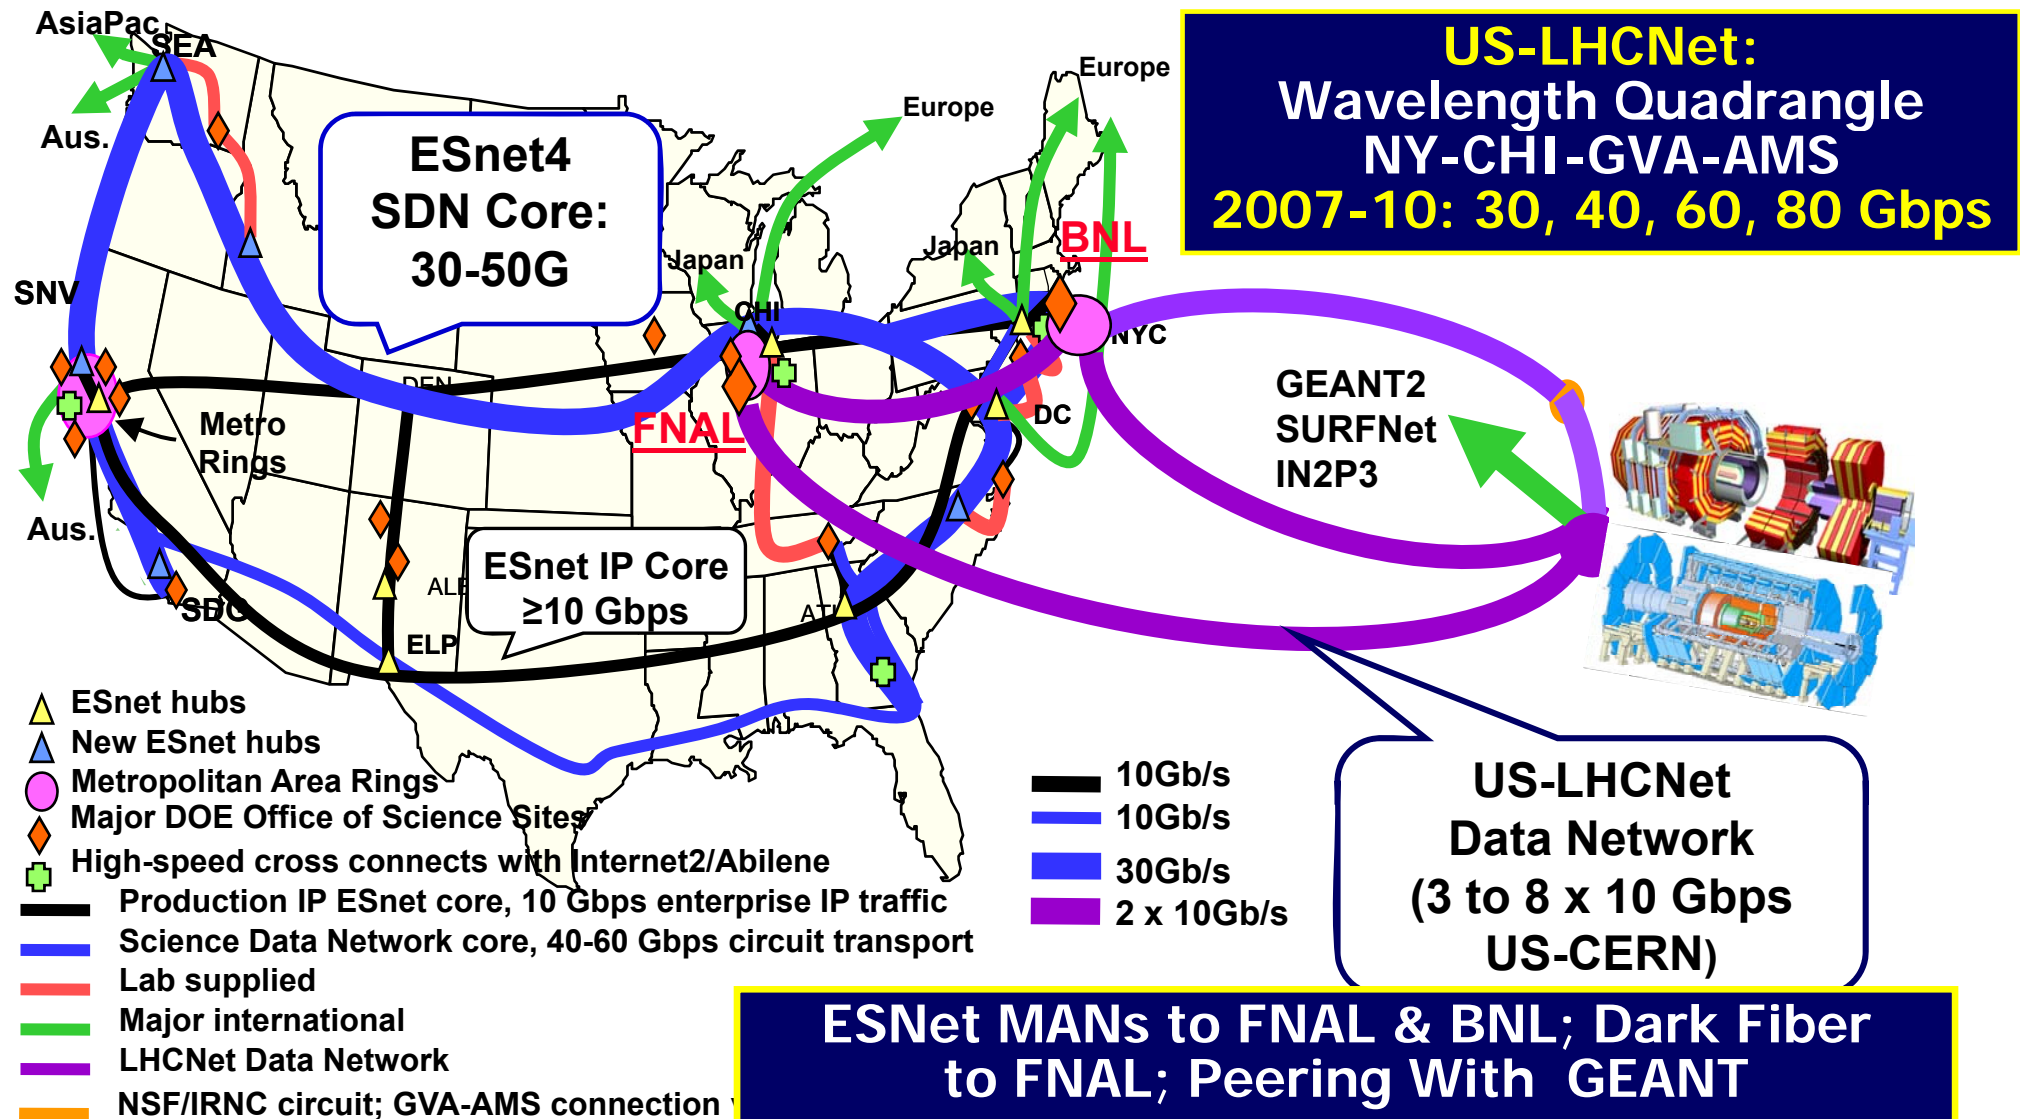 AsiaPac
SEA
Aus.
Europe
Europe
US-LHCNet:
Wavelength Quadrangle
NY-CHI-GVA-AMS
2007-10: 30, 40, 60, 80 Gbps
ESnet4
SDN Core:
30-50G
Japan
Japan
BNL
SNV
CHI
NYC
DEN
DC
Metro
Rings
FNAL
GEANT2
SURFNet
IN2P3
Aus.
ESnet IP Core
≥10 Gbps
ALB
ATL
SDG
ELP
ESnet hubs
New ESnet hubs
Metropolitan Area Rings
Major DOE Office of Science Sites
High-speed cross connects with Internet2/Abilene
Production IP ESnet core, 10 Gbps enterprise IP traffic
Science Data Network core, 40-60 Gbps circuit transport
Lab supplied
Major international
LHCNet Data Network
NSF/IRNC circuit; GVA-AMS connection
10Gb/s
10Gb/s
30Gb/s
2 x 10Gb/s
US-LHCNet
Data Network
(3 to 8 x 10 Gbps
US-CERN)
ESNet MANs to FNAL & BNL; Dark Fiber
to FNAL; Peering With GEANT